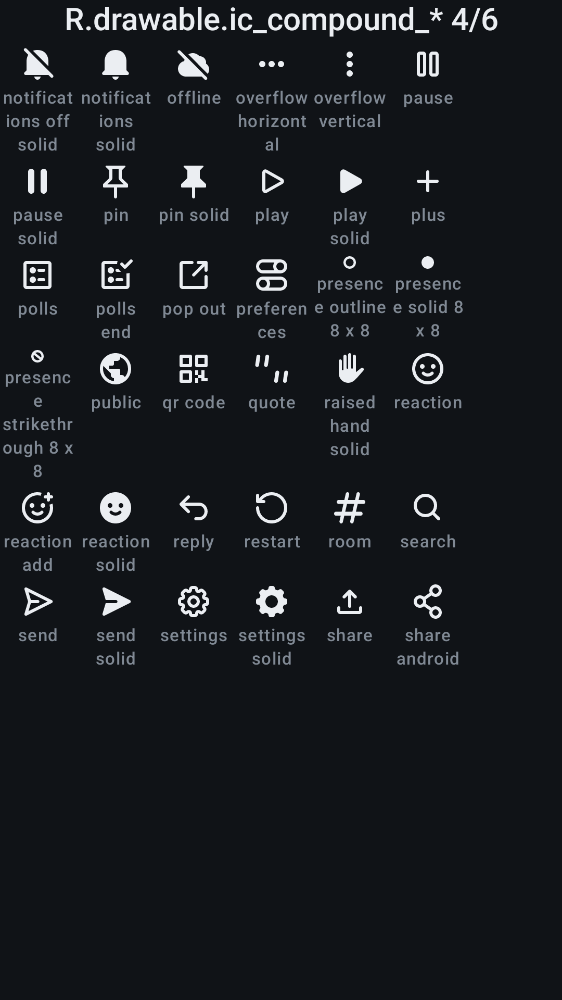 R.drawable.ic_compound_* 4/6
notificat notificat offline overflow overflow pause
ions off ions horizont vertical
solid solid al
pause pin pin solid play play plus
solid solid
polls polls pop out preferen presenc presenc
end ces e outline e solid 8
8 x 8 x 8
presenc public qr code quote raised reaction
e hand
strikethr solid
ough 8 x
8
reaction reaction reply restart room search
add solid
send send settings settings share share
solid solid android